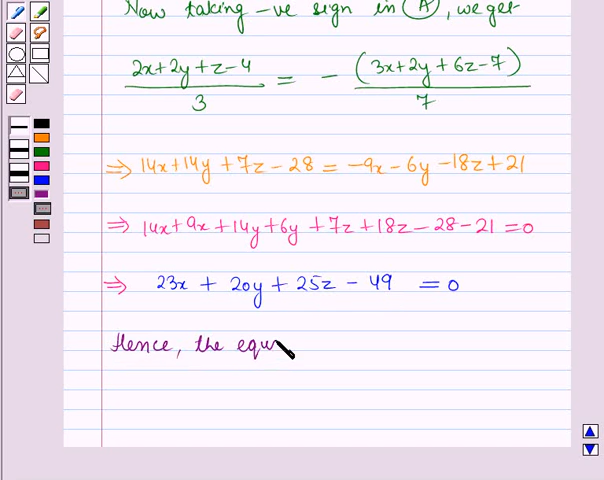 Now taking -ve sign in (A), we get
(2x+2y+z-4)/3 = - (3x+2y+6z-7)/7
⇒ 14x+14y+7z-28 = -9x-6y-18z+21
⇒ 14x+9x+14y+6y+7z+18z-28-21=0
⇒ 23x + 20y + 25z - 49 = 0
Hence, the equa